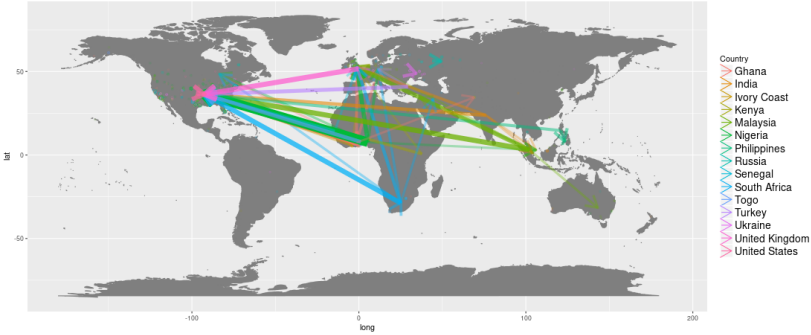 50
0
-50
lat
-100
0
100
200
long
Country
Ghana
India
Ivory Coast
Kenya
Malaysia
Nigeria
Philippines
Russia
Senegal
South Africa
Togo
Turkey
Ukraine
United Kingdom
United States